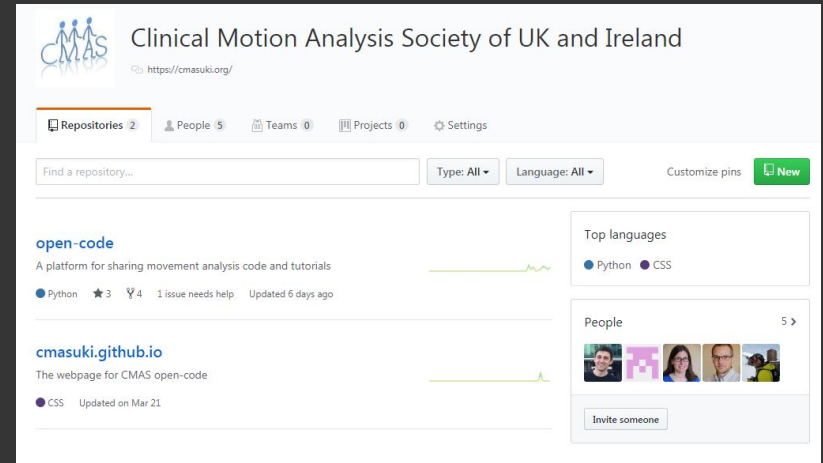 CMAS
Clinical Motion Analysis Society of UK and Ireland
https://cmasuki.org/
Repositories 2 People 5 Teams 0 Projects 0 Settings
Find a repository... Type: All Language: All Customize pins New
open-code
A platform for sharing movement analysis code and tutorials
Python 3 4 1 issue needs help Updated 6 days ago
cmasuki.github.io
The webpage for CMAS open-code
CSS Updated on Mar 21
Top languages
Python CSS
People 5
Invite someone